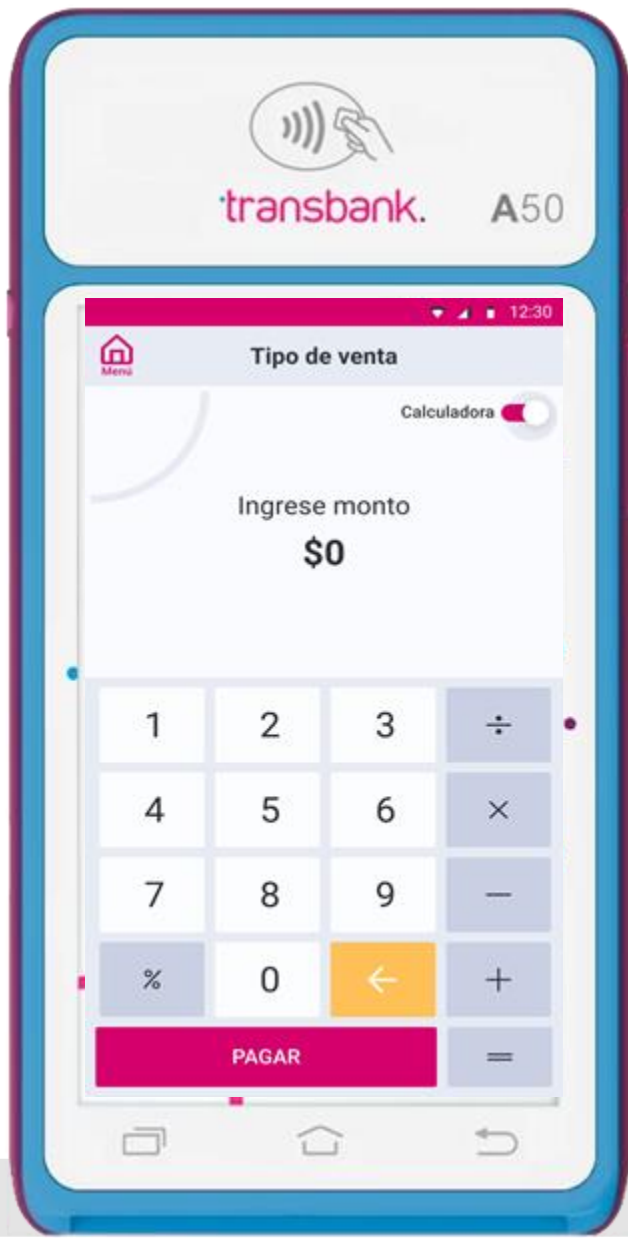 transbank.
A50
12:30
Menú
Tipo de venta
Calculadora
Ingrese monto
$0
1 2 3 ÷
4 5 6 ×
7 8 9 −
% 0 ← +
PAGAR =